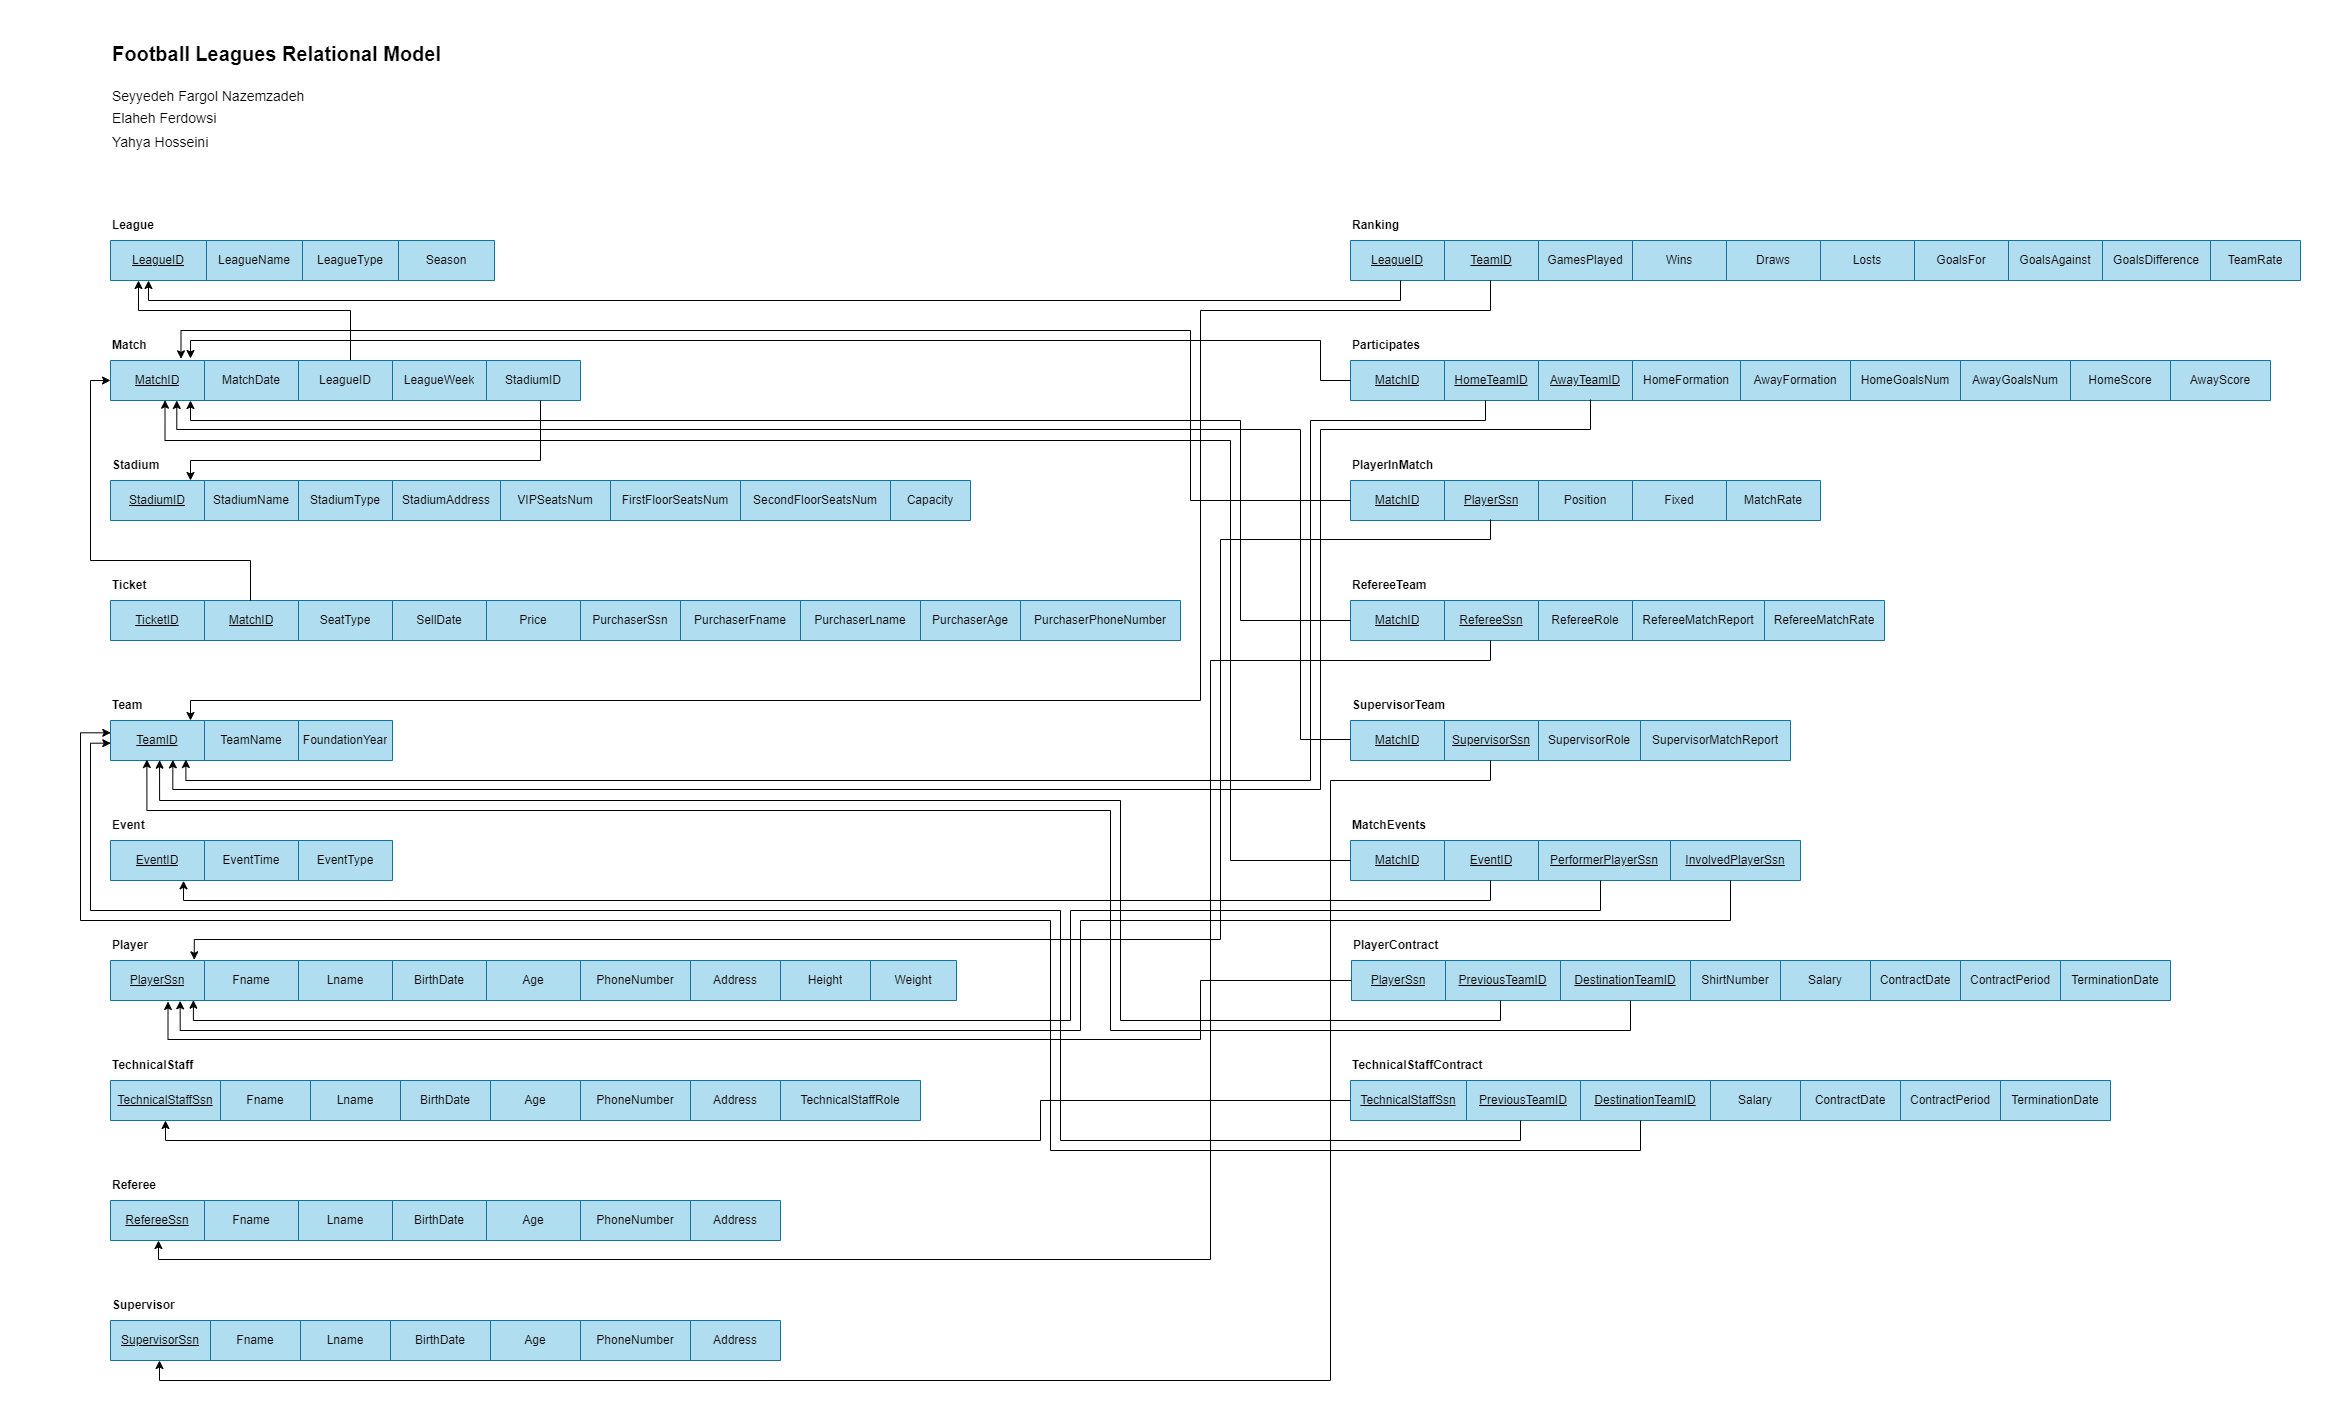 Football Leagues Relational Model
Seyyedeh Fargol Nazemzadeh
Elaheh Ferdowsi
Yahya Hosseini
League
LeagueID LeagueName LeagueType Season
Match
MatchID MatchDate LeagueID LeagueWeek StadiumID
Stadium
StadiumID StadiumName StadiumType StadiumAddress VIPSeatsNum FirstFloorSeatsNum SecondFloorSeatsNum Capacity
Ticket
TicketID MatchID SeatType SellDate Price PurchaserSsn PurchaserFname PurchaserLname PurchaserAge PurchaserPhoneNumber
Team
TeamID TeamName FoundationYear
Event
EventID EventTime EventType
Player
PlayerSsn Fname Lname BirthDate Age PhoneNumber Address Height Weight
TechnicalStaff
TechnicalStaffSsn Fname Lname BirthDate Age PhoneNumber Address TechnicalStaffRole
Referee
RefereeSsn Fname Lname BirthDate Age PhoneNumber Address
Supervisor
SupervisorSsn Fname Lname BirthDate Age PhoneNumber Address
Ranking
LeagueID TeamID GamesPlayed Wins Draws Losts GoalsFor GoalsAgainst GoalsDifference TeamRate
Participates
MatchID HomeTeamID AwayTeamID HomeFormation AwayFormation HomeGoalsNum AwayGoalsNum HomeScore AwayScore
PlayerInMatch
MatchID PlayerSsn Position Fixed MatchRate
RefereeTeam
MatchID RefereeSsn RefereeRole RefereeMatchReport RefereeMatchRate
SupervisorTeam
MatchID SupervisorSsn SupervisorRole SupervisorMatchReport
MatchEvents
MatchID EventID PerformerPlayerSsn InvolvedPlayerSsn
PlayerContract
PlayerSsn PreviousTeamID DestinationTeamID ShirtNumber Salary ContractDate ContractPeriod TerminationDate
TechnicalStaffContract
TechnicalStaffSsn PreviousTeamID DestinationTeamID Salary ContractDate ContractPeriod TerminationDate